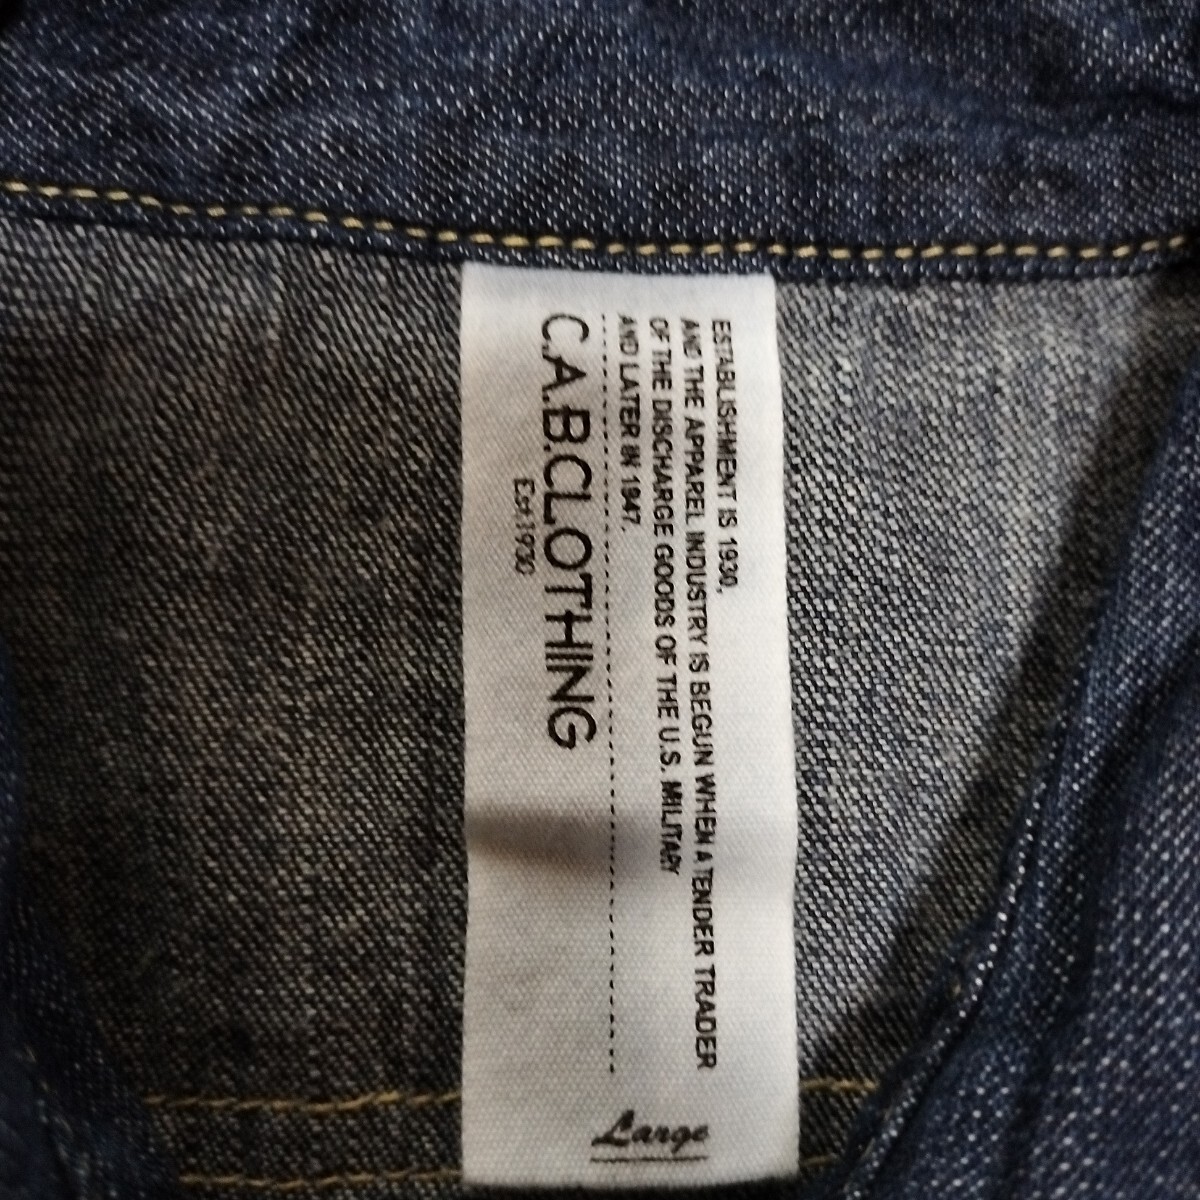 ESTABLISHMENT IS 1930,
AND THE APPAREL INDUSTRY IS BEGUN WHEN A TENDER TRADER
OF THE DISCHARGE GOODS OF THE U.S. MILITARY
AND LATER IN 1947.
C.A.B.CLOTHING
Est.1930
Large